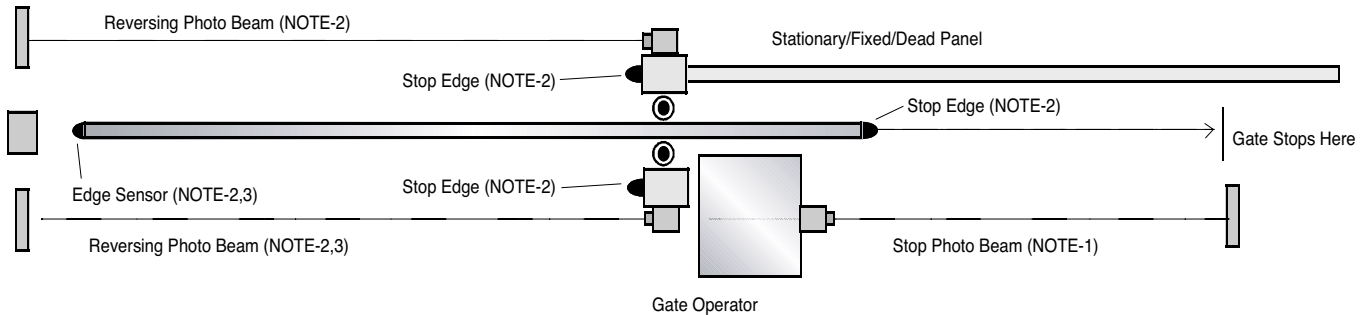 Reversing Photo Beam (NOTE-2)
Stationary/Fixed/Dead Panel
Stop Edge (NOTE-2)
Stop Edge (NOTE-2)
Gate Stops Here
Edge Sensor (NOTE-2,3)
Stop Edge (NOTE-2)
Reversing Photo Beam (NOTE-2,3)
Stop Photo Beam (NOTE-1)
Gate Operator